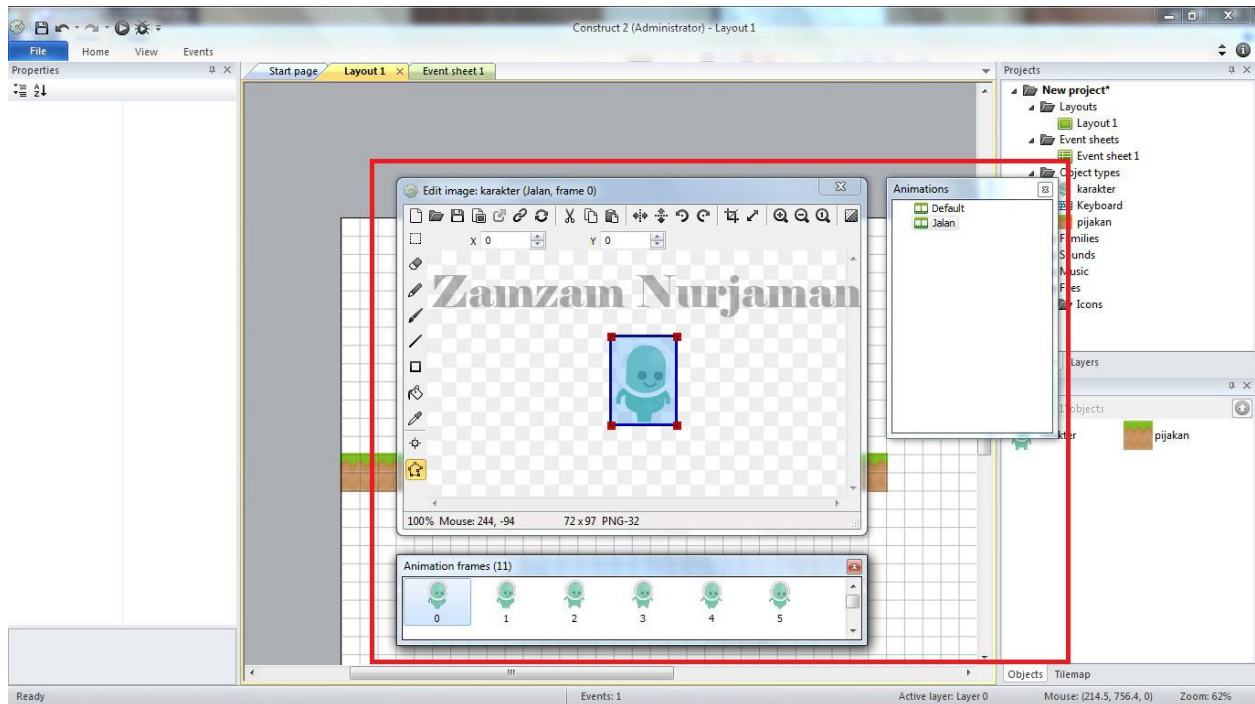 Construct 2 (Administrator) - Layout 1
File Home View Events
Properties
Start page Layout 1 Event sheet 1
Projects
New project*
Layouts
Layout 1
Event sheets
Event sheet 1
Object types
karakter
Keyboard
pijakan
Families
Sounds
Music
Files
Icons
Layers
Edit image: karakter (Jalan, frame 0)
X 0 Y 0
Zamzam Nurjaman
100% Mouse: 244, -94 72 x 97 PNG-32
Animations
Default
Jalan
objects
pijakan
Animation frames (11)
0 1 2 3 4 5
Objects Tilemap
Ready Events: 1 Active layer: Layer 0 Mouse: (214.5, 756.4, 0) Zoom: 62%